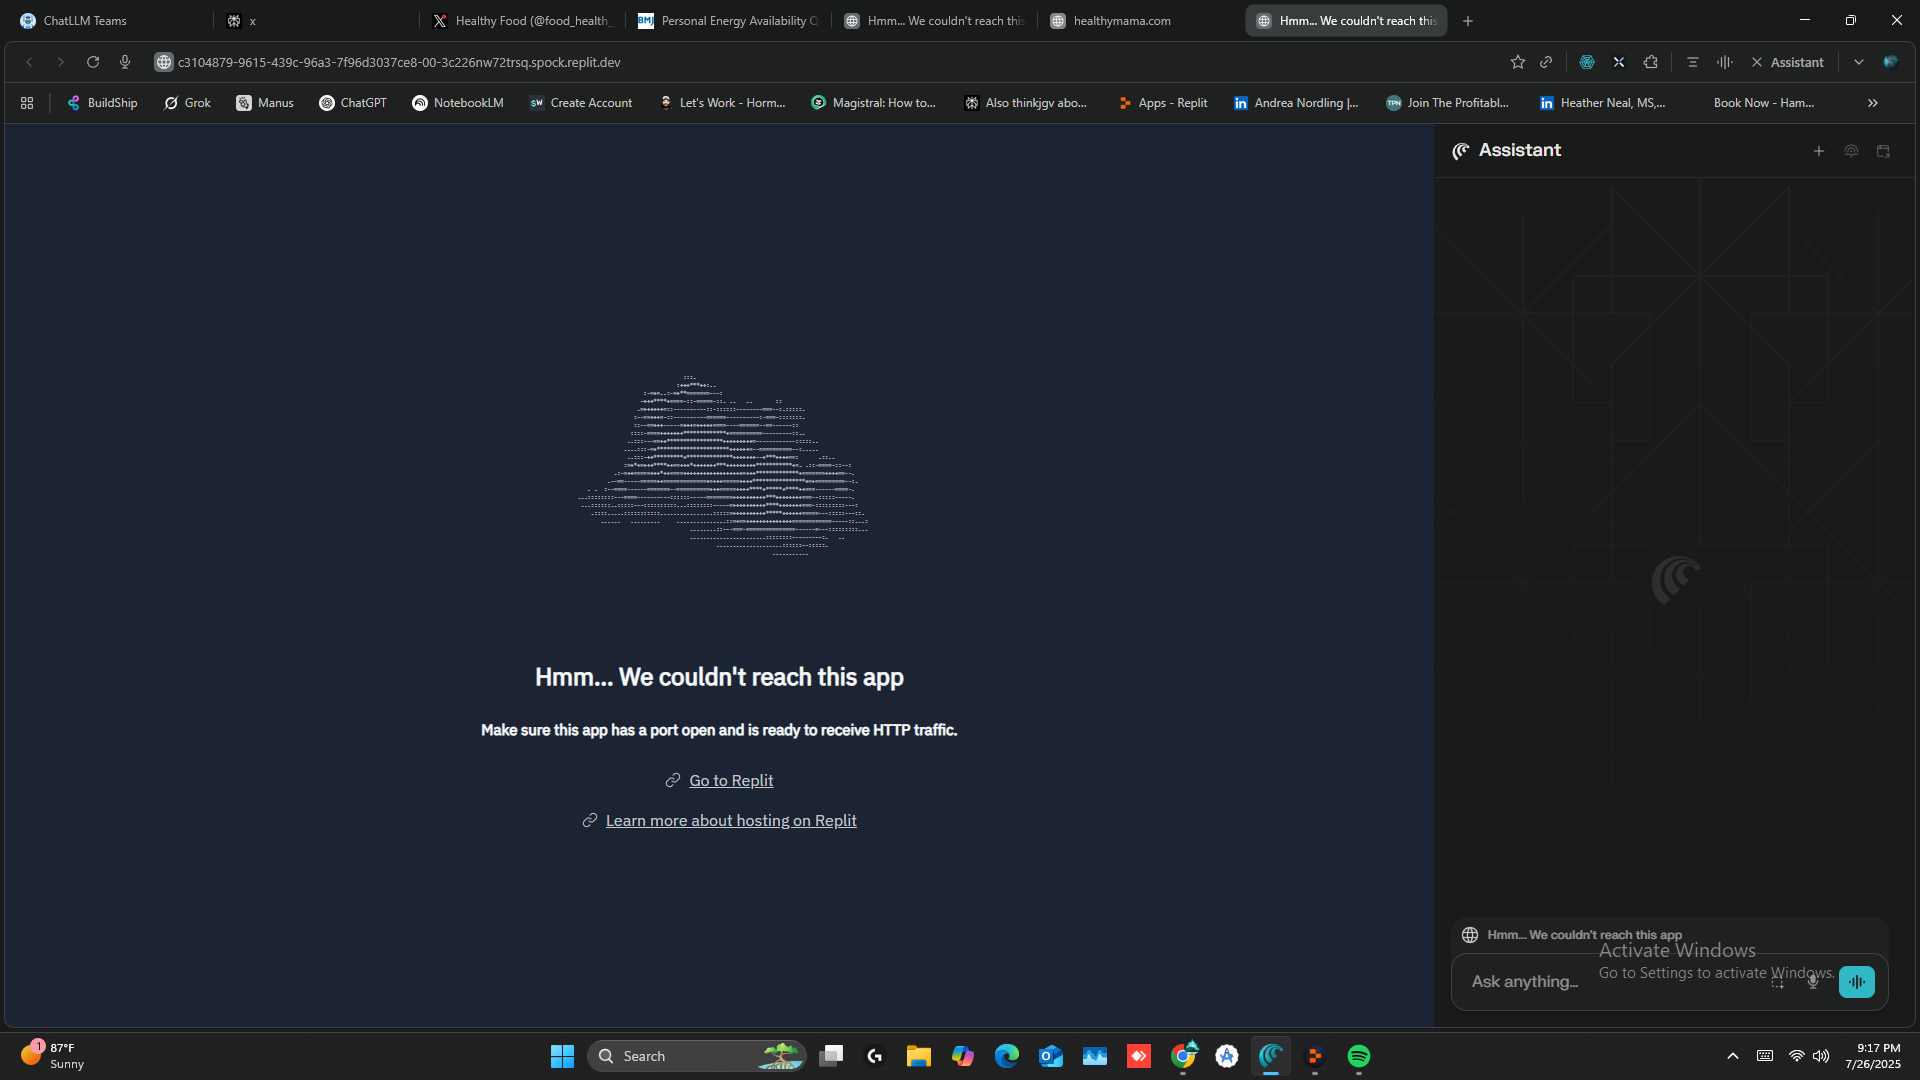 ChatLLM Teams
x
Healthy Food (@food_health_
Personal Energy Availability Q
Hmm... We couldn't reach this
healthymama.com
Hmm... We couldn't reach this
c3104879-9615-439c-96a3-7f96d3037ce8-00-3c226nw72trsq.spock.replit.dev
Assistant
BuildShip
Grok
Manus
ChatGPT
NotebookLM
$W Create Account
Let's Work - Horm...
Magistral: How to...
Also thinkjgv abo...
Apps - Replit
in Andrea Nordling |...
TPN Join The Profitabl...
in Heather Neal, MS,...
Book Now - Ham...
Assistant
Hmm... We couldn't reach this app
Make sure this app has a port open and is ready to receive HTTP traffic.
Go to Replit
Learn more about hosting on Replit
Hmm... We couldn't reach this app
Activate Windows
Go to Settings to activate Windows.
Ask anything...
1
87°F
Sunny
Search
9:17 PM
7/26/2025